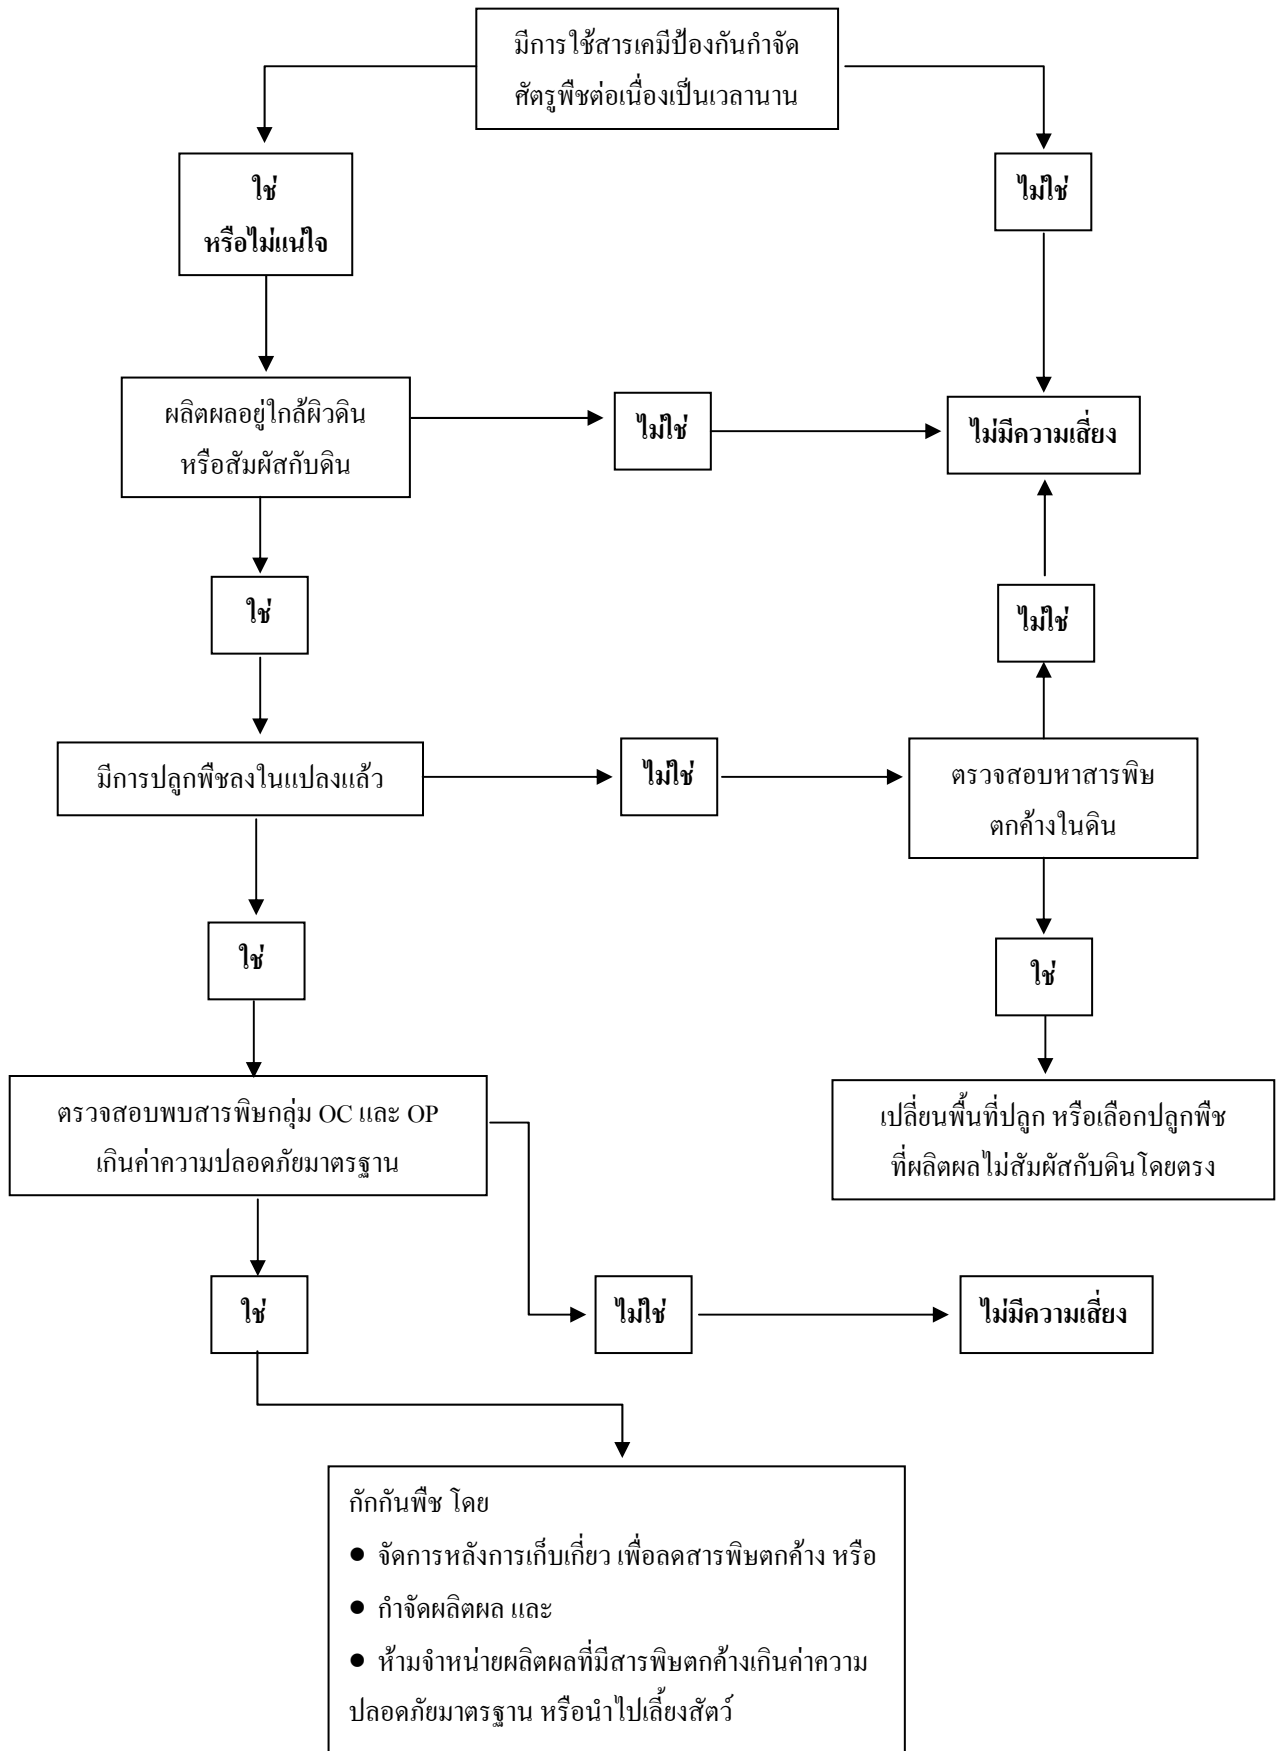 มีการใช้สารเคมีป้องกันกำจัด
ศัตรูพืชต่อเนื่องเป็นเวลานาน
ใช่
หรือไม่แน่ใจ
ไม่ใช่
ผลิตผลอยู่ใกล้ผิวดิน
หรือสัมผัสกับดิน
ไม่ใช่
ไม่มีความเสี่ยง
ใช่
ไม่ใช่
มีการปลูกพืชลงในแปลงแล้ว
ไม่ใช่
ตรวจสอบหาสารพิษ
ตกค้างในดิน
ใช่
ใช่
ตรวจสอบพบสารพิษกลุ่ม OC และ OP
เกินค่าความปลอดภัยมาตรฐาน
เปลี่ยนพื้นที่ปลูก หรือเลือกปลูกพืช
ที่ผลิตผลไม่สัมผัสกับดินโดยตรง
ใช่
ไม่ใช่
ไม่มีความเสี่ยง
กักกันพืช โดย
● จัดการหลังการเก็บเกี่ยว เพื่อลดสารพิษตกค้าง หรือ
● กำจัดผลิตผล และ
● ห้ามจำหน่ายผลิตผลที่มีสารพิษตกค้างเกินค่าความ
ปลอดภัยมาตรฐาน หรือนำไปเลี้ยงสัตว์